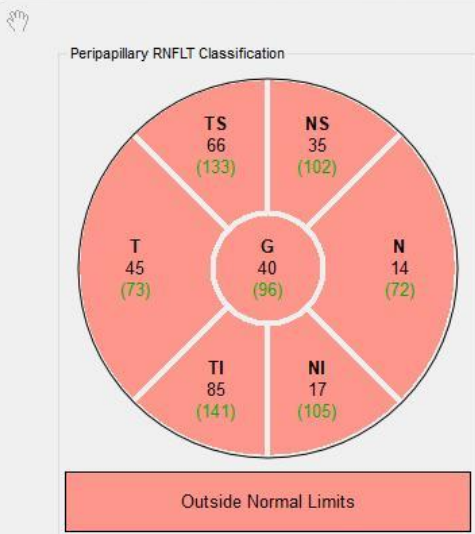 Peripapillary RNFLT Classification
TS
66
(133)
NS
35
(102)
T
45
(73)
G
40
(96)
N
14
(72)
TI
85
(141)
NI
17
(105)
Outside Normal Limits